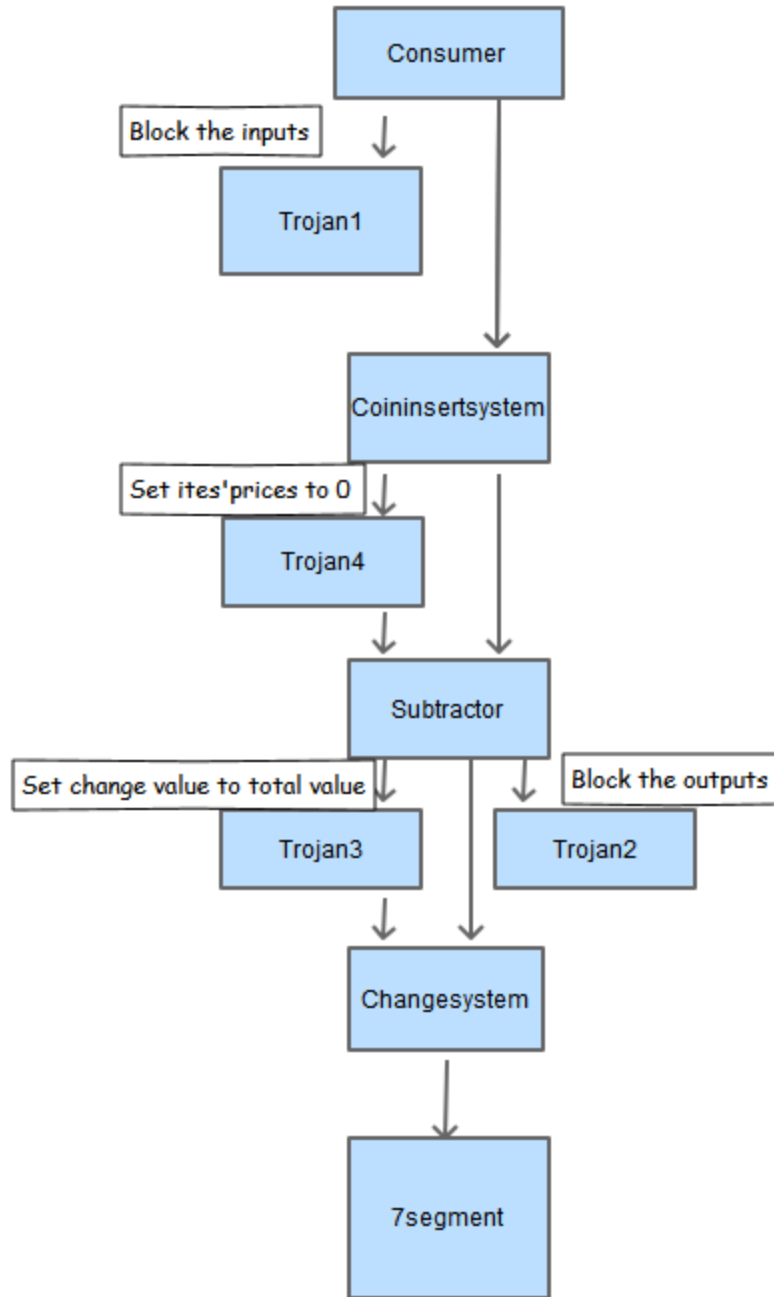 Consumer
Block the inputs
Trojan1
Coininsertsystem
Set ites'prices to 0
Trojan4
Subtractor
Set change value to total value
Block the outputs
Trojan3
Trojan2
Changesystem
7segment